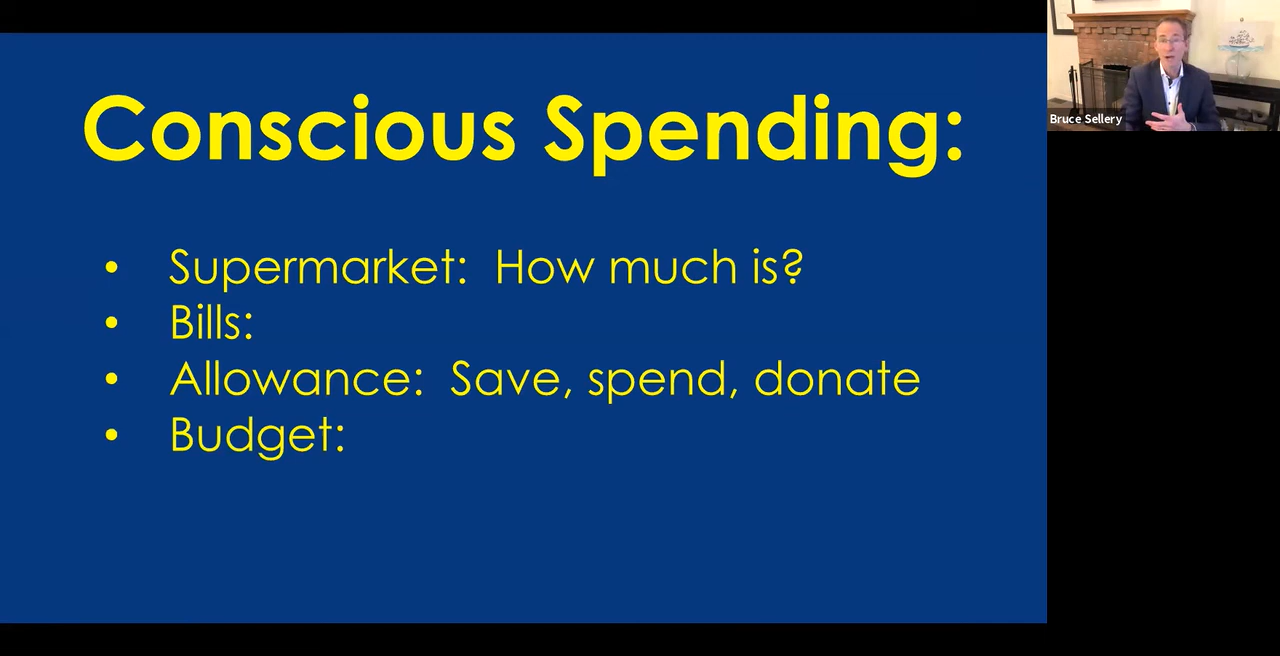 Conscious Spending:
• Supermarket: How much is?
• Bills:
• Allowance: Save, spend, donate
• Budget:
Bruce Sellery